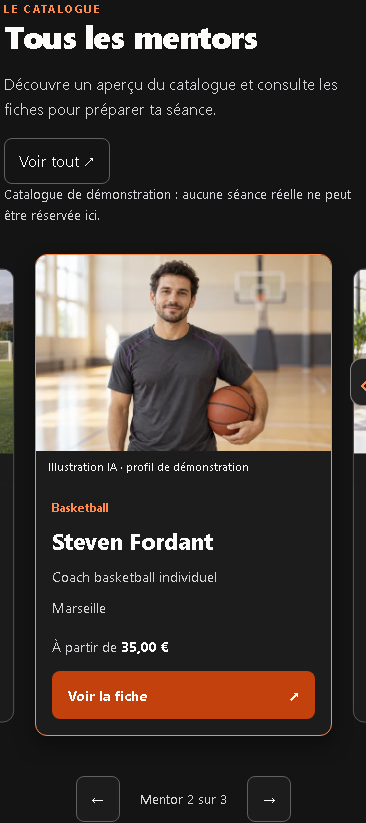 LE CATALOGUE
Tous les mentors
Découvre un aperçu du catalogue et consulte les
fiches pour préparer ta séance.
Voir tout ↗
Catalogue de démonstration : aucune séance réelle ne peut
être réservée ici.
Illustration IA · profil de démonstration
Basketball
Steven Fordant
Coach basketball individuel
Marseille
À partir de 35,00 €
Voir la fiche ↗
← Mentor 2 sur 3 →